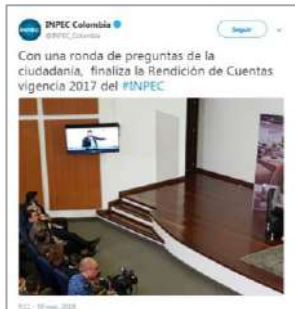 INPEC Colombia
@INPEC_Colombia
Seguir
Con una ronda de preguntas de la
ciudadanía, finaliza la Rendición de Cuentas
vigencia 2017 del #INPEC